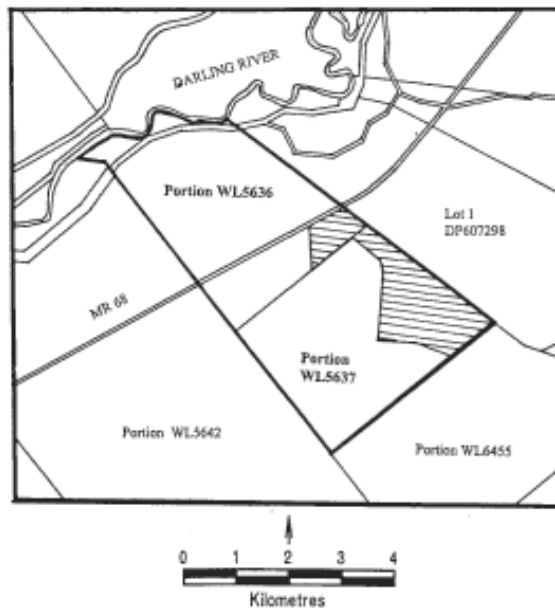 DARLING RIVER
Portion WL5636
Lot 1
DP607298
MR 68
Portion
WL5637
Portion WL5642
Portion WL6455
0 1 2 3 4
Kilometres